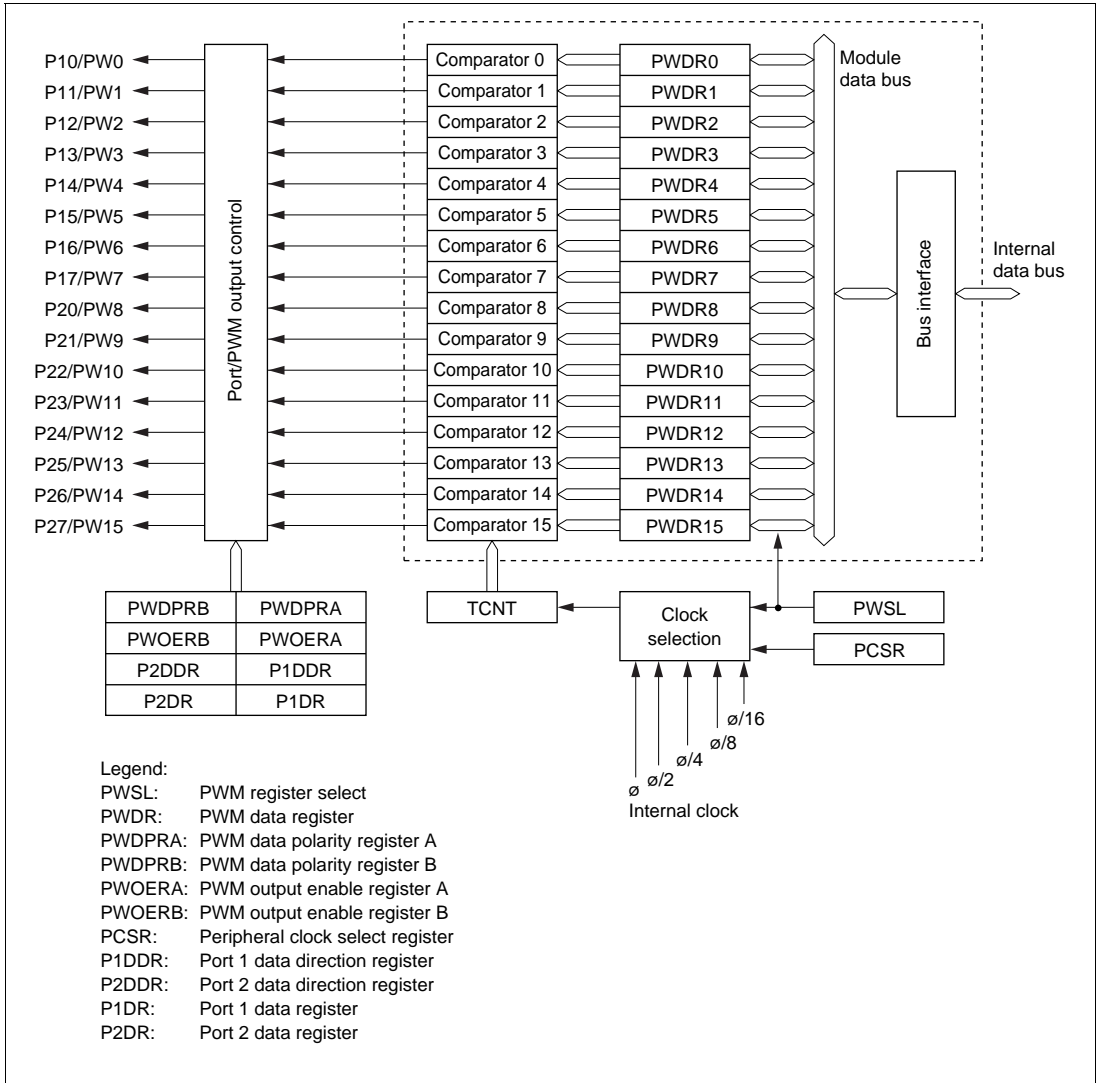 P10/PW0
P11/PW1
P12/PW2
P13/PW3
P14/PW4
P15/PW5
P16/PW6
P17/PW7
P20/PW8
P21/PW9
P22/PW10
P23/PW11
P24/PW12
P25/PW13
P26/PW14
P27/PW15
Port/PWM output control
Comparator 0
Comparator 1
Comparator 2
Comparator 3
Comparator 4
Comparator 5
Comparator 6
Comparator 7
Comparator 8
Comparator 9
Comparator 10
Comparator 11
Comparator 12
Comparator 13
Comparator 14
Comparator 15
PWDR0
PWDR1
PWDR2
PWDR3
PWDR4
PWDR5
PWDR6
PWDR7
PWDR8
PWDR9
PWDR10
PWDR11
PWDR12
PWDR13
PWDR14
PWDR15
Module
data bus
Bus interface
Internal
data bus
PWDPRB PWDPRA
PWOERB PWOERA
P2DDR P1DDR
P2DR P1DR
TCNT
Clock
selection
PWSL
PCSR
ø/16
ø/8
ø/4
ø/2
ø
Internal clock
Legend:
PWSL: PWM register select
PWDR: PWM data register
PWDPRA: PWM data polarity register A
PWDPRB: PWM data polarity register B
PWOERA: PWM output enable register A
PWOERB: PWM output enable register B
PCSR: Peripheral clock select register
P1DDR: Port 1 data direction register
P2DDR: Port 2 data direction register
P1DR: Port 1 data register
P2DR: Port 2 data register